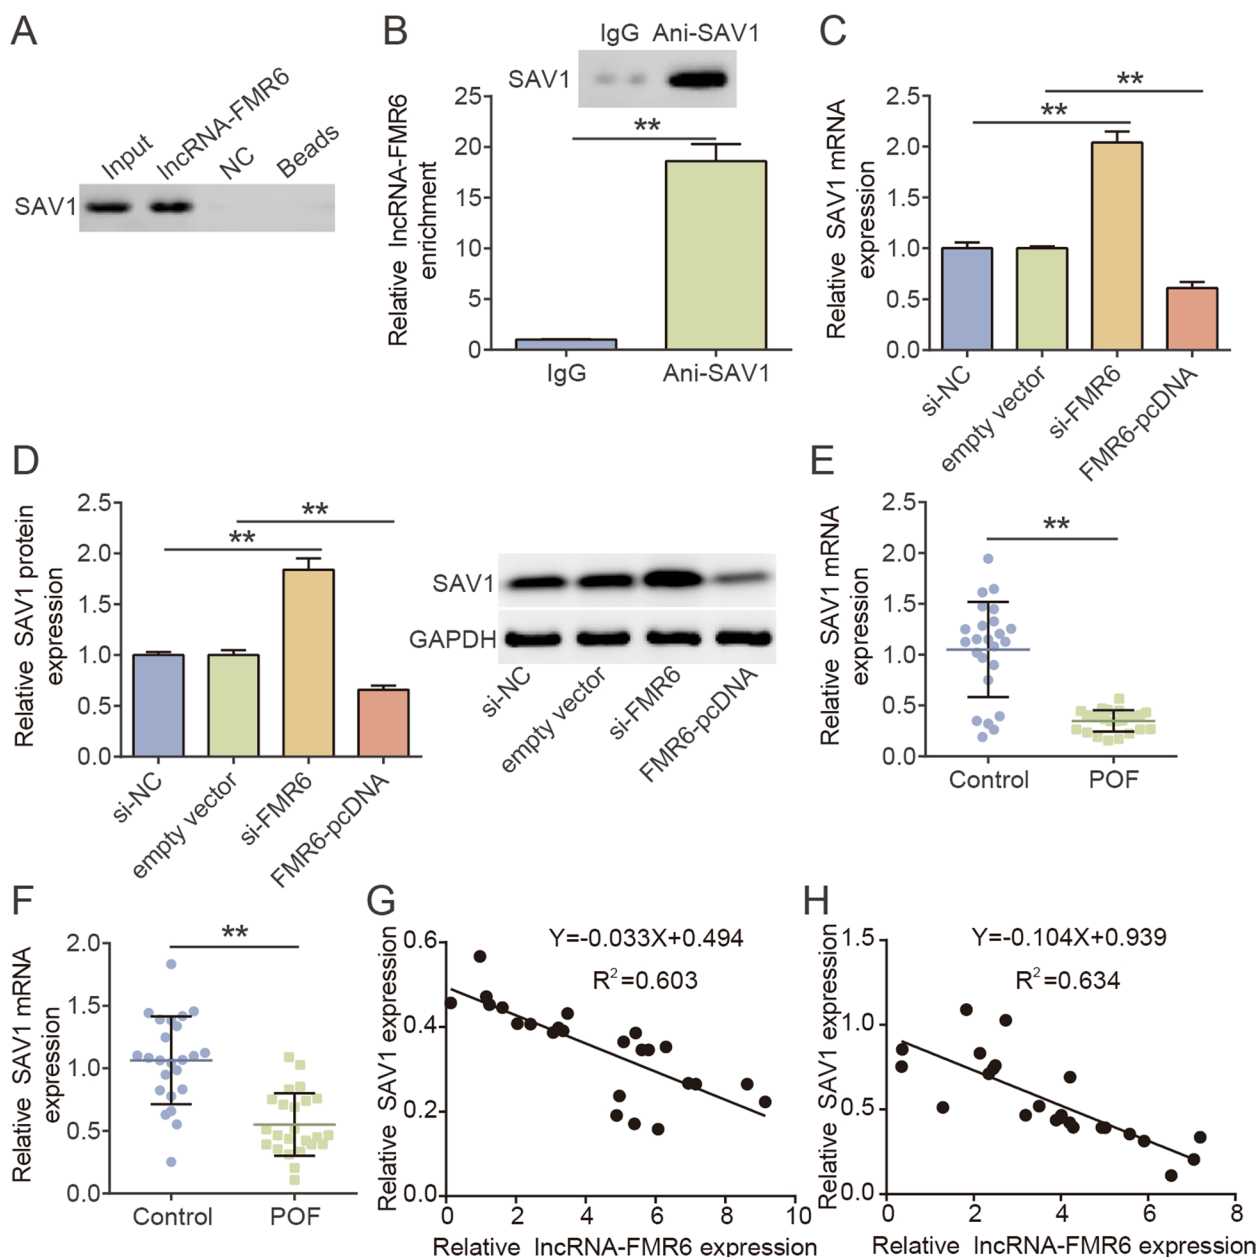 A
Input
lncRNA-FMR6
NC
Beads
SAV1
B
IgG Ani-SAV1
SAV1
Relative lncRNA-FMR6
enrichment
25
20
15
10
5
0
**
IgG
Ani-SAV1
C
Relative SAV1 mRNA
expression
2.5
2.0
1.5
1.0
0.5
0.0
**
**
si-NC
empty vector
si-FMR6
FMR6-pcDNA
D
Relative SAV1 protein
expression
2.5
2.0
1.5
1.0
0.5
0.0
**
**
si-NC
empty vector
si-FMR6
FMR6-pcDNA
SAV1
GAPDH
si-NC
empty vector
si-FMR6
FMR6-pcDNA
E
Relative SAV1 mRNA
expression
2.5
2.0
1.5
1.0
0.5
0.0
**
Control
POF
F
Relative SAV1 mRNA
expression
2.0
1.5
1.0
0.5
0.0
**
Control
POF
G
Relative SAV1 expression
0.6
0.4
0.2
0.0
Y=-0.033X+0.494
R²=0.603
0 2 4 6 8 10
Relative lncRNA-FMR6 expression
H
Relative SAV1 expression
1.5
1.0
0.5
0.0
Y=-0.104X+0.939
R²=0.634
0 2 4 6 8
Relative lncRNA-FMR6 expression